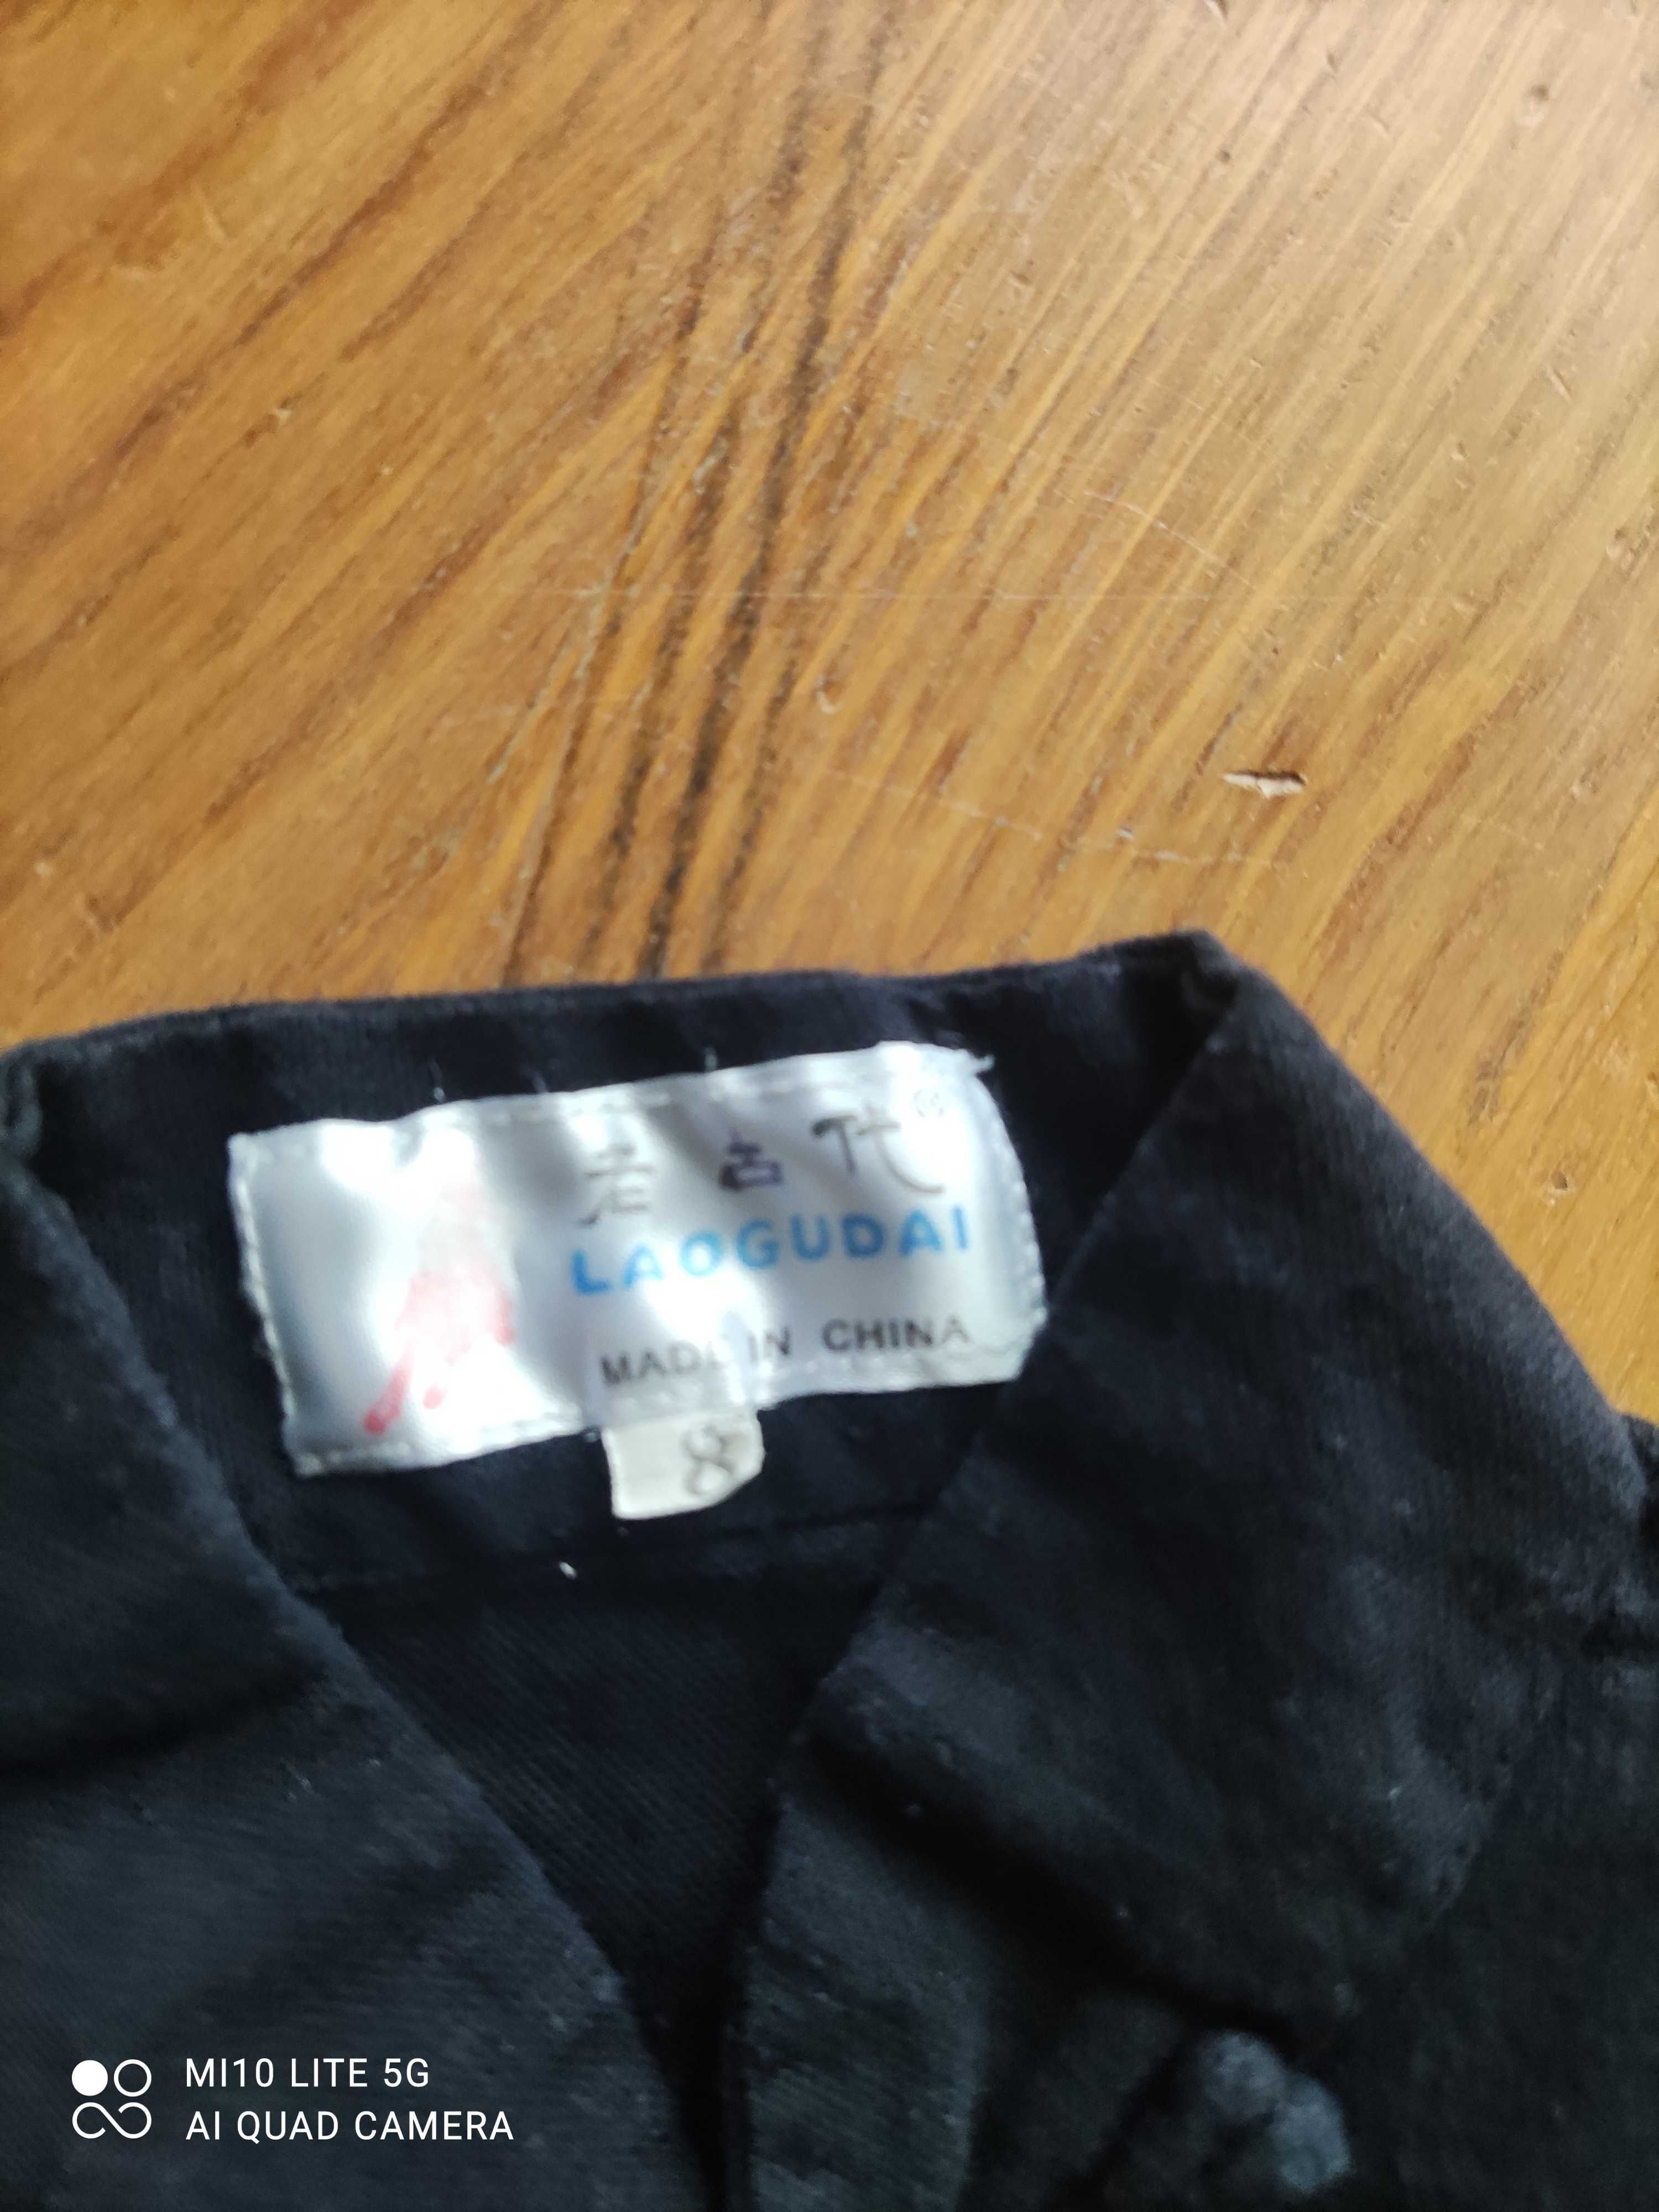 老古代®
LAOGUDAI
MADE IN CHINA
8
MI10 LITE 5G
AI QUAD CAMERA